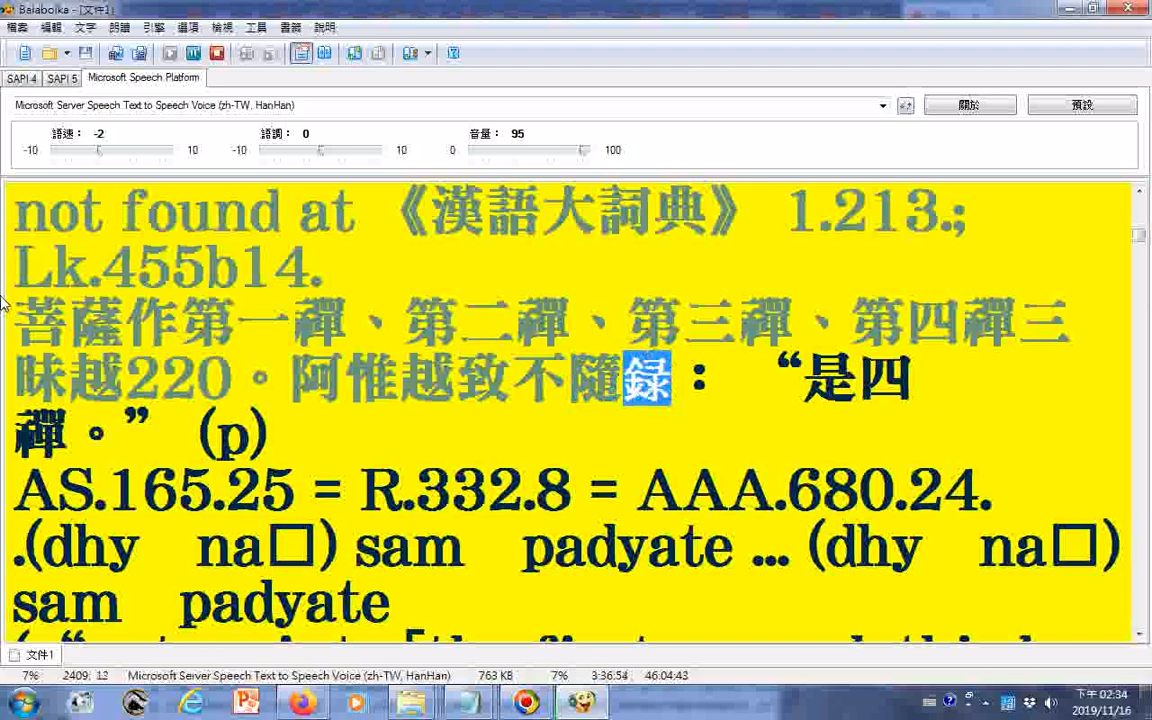 Balabolka - [文件1]
檔案 編輯 文字 朗讀 引擎 選項 檢視 工具 書籤 說明
SAPI 4 SAPI 5 Microsoft Speech Platform
Microsoft Server Speech Text to Speech Voice (zh-TW, HanHan) 關於 預設
語速： -2 語調： 0 音量： 95
-10 10 -10 10 0 100
not found at 《漢語大詞典》 1.213.;
Lk.455b14.
菩薩作第一禪、第二禪、第三禪、第四禪三
昧越220。阿惟越致不隨録： “是四
禪。” (p)
AS.165.25 = R.332.8 = AAA.680.24.
.(dhy na□) sam padyate ... (dhy na□)
sam padyate
文件1
7% 2409, 12 Microsoft Server Speech Text to Speech Voice (zh-TW, HanHan) 763 KB 7% 3:36:54 46:04:43
下午 02:34
2019/11/16